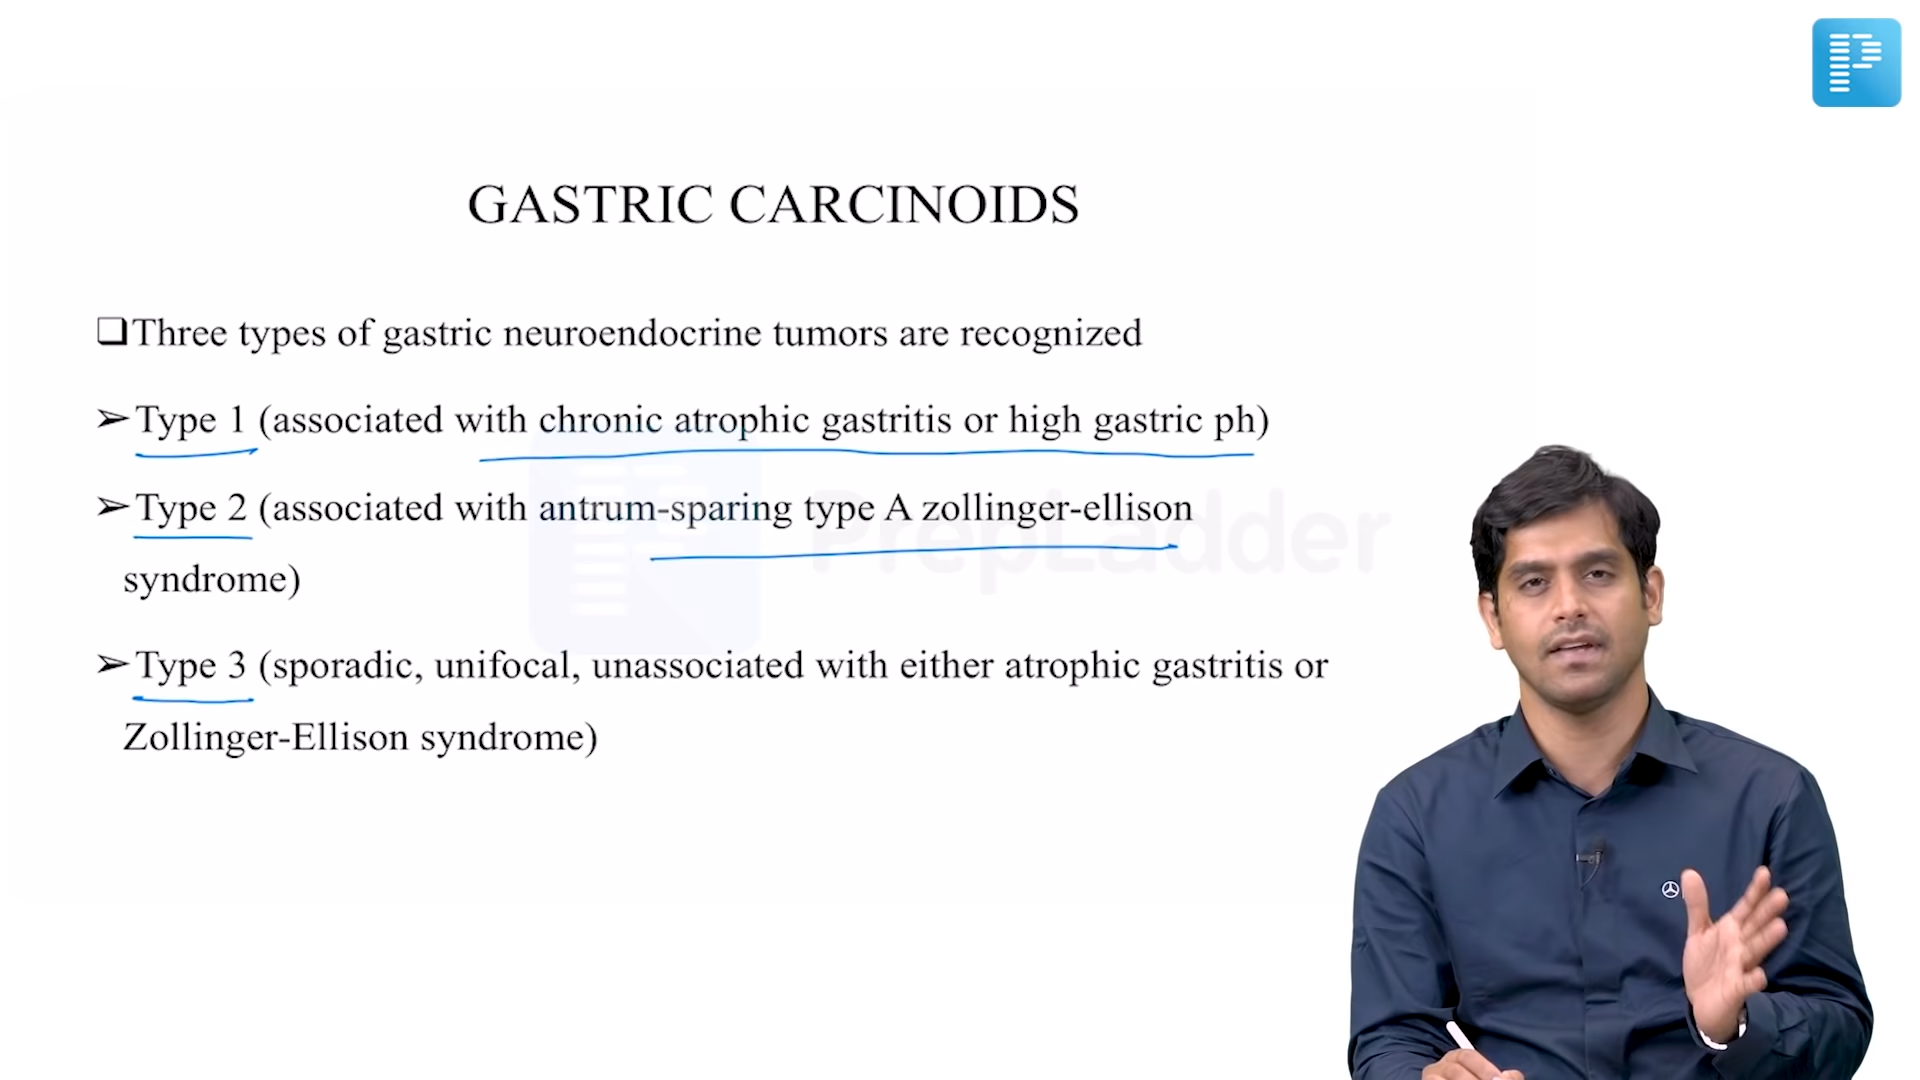 GASTRIC CARCINOIDS
❑Three types of gastric neuroendocrine tumors are recognized
➢Type 1 (associated with chronic atrophic gastritis or high gastric ph)
➢Type 2 (associated with antrum-sparing type A zollinger-ellison
syndrome)
➢Type 3 (sporadic, unifocal, unassociated with either atrophic gastritis or
Zollinger-Ellison syndrome)
PrepLadder